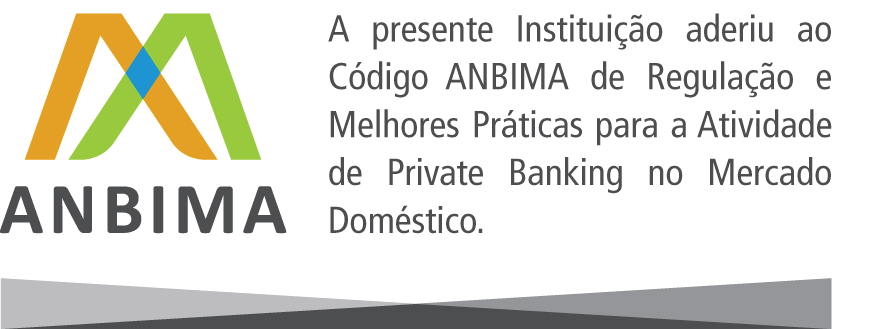 ANBIMA
A presente Instituição aderiu ao
Código ANBIMA de Regulação e
Melhores Práticas para a Atividade
de Private Banking no Mercado
Doméstico.